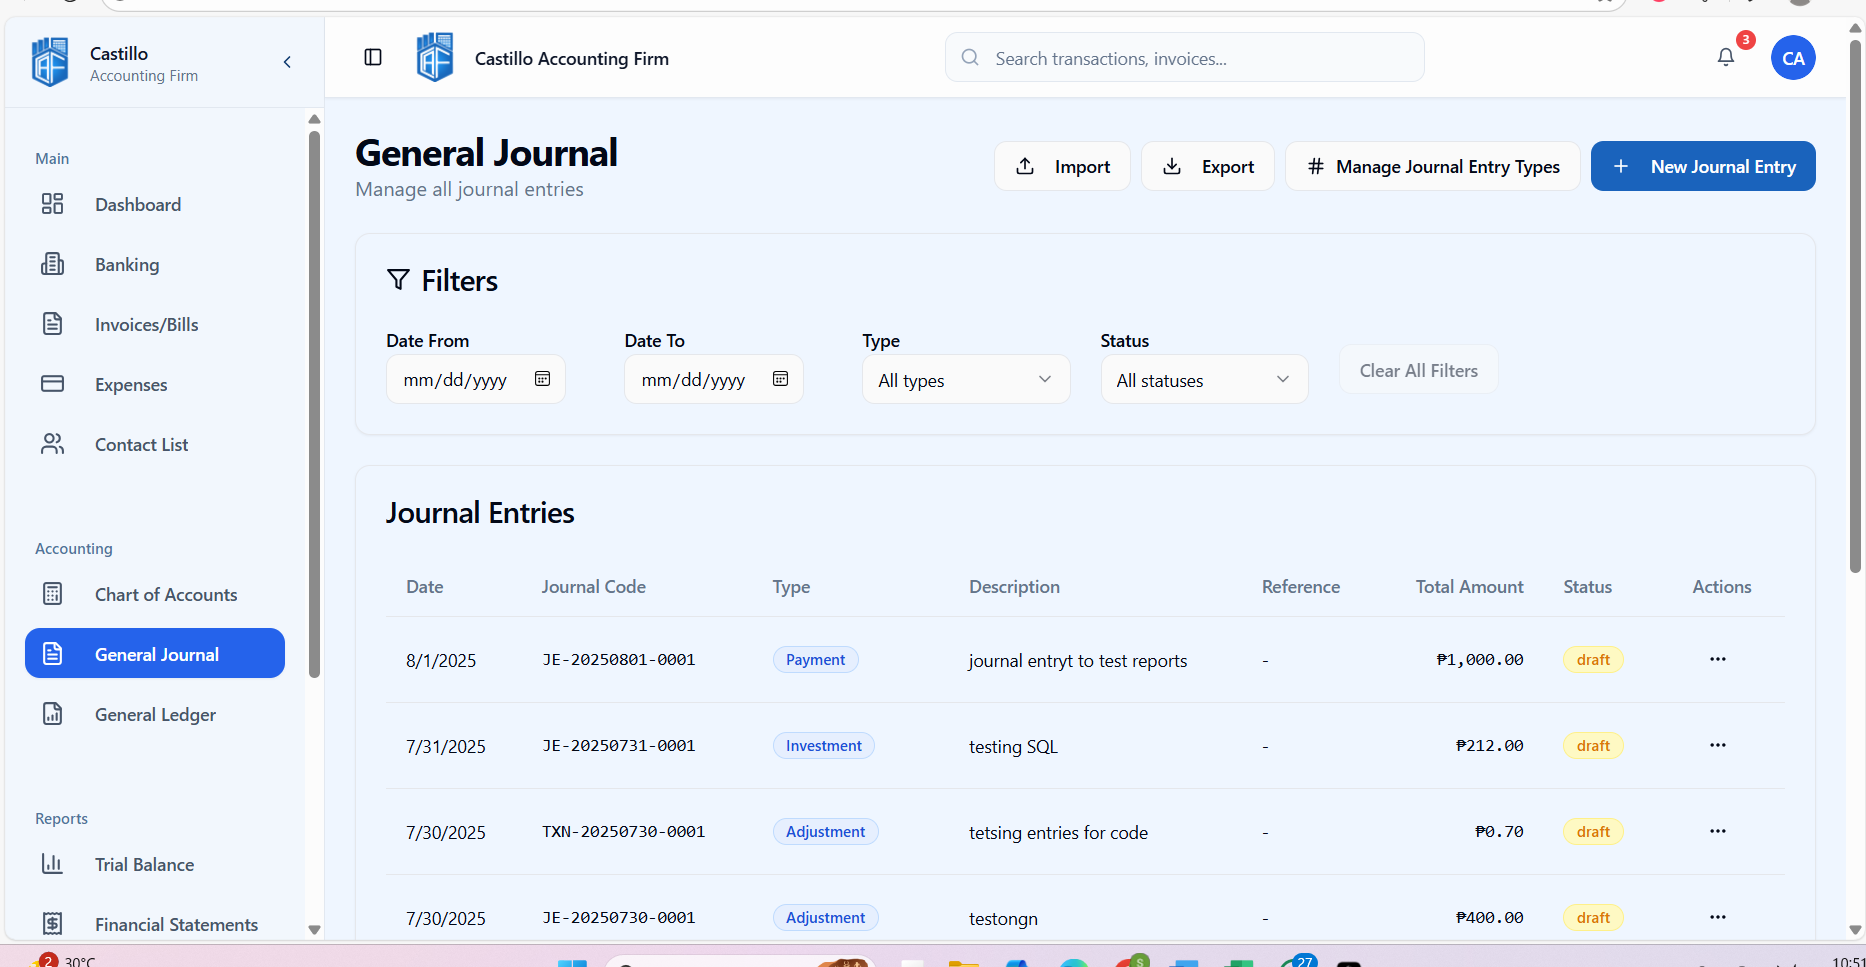 Castillo
Accounting Firm
Castillo Accounting Firm
Search transactions, invoices...
3
CA
Main
Dashboard
Banking
Invoices/Bills
Expenses
Contact List
Accounting
Chart of Accounts
General Journal
General Ledger
Reports
Trial Balance
Financial Statements
General Journal
Manage all journal entries
Import
Export
Manage Journal Entry Types
New Journal Entry
Filters
Date From
Date To
Type
Status
mm/dd/yyyy
mm/dd/yyyy
All types
All statuses
Clear All Filters
Journal Entries
Date Journal Code Type Description Reference Total Amount Status Actions
8/1/2025 JE-20250801-0001 Payment journal entryt to test reports - ₱1,000.00 draft
7/31/2025 JE-20250731-0001 Investment testing SQL - ₱212.00 draft
7/30/2025 TXN-20250730-0001 Adjustment tetsing entries for code - ₱0.70 draft
7/30/2025 JE-20250730-0001 Adjustment testongn - ₱400.00 draft
2
30°C
S
27
10:51